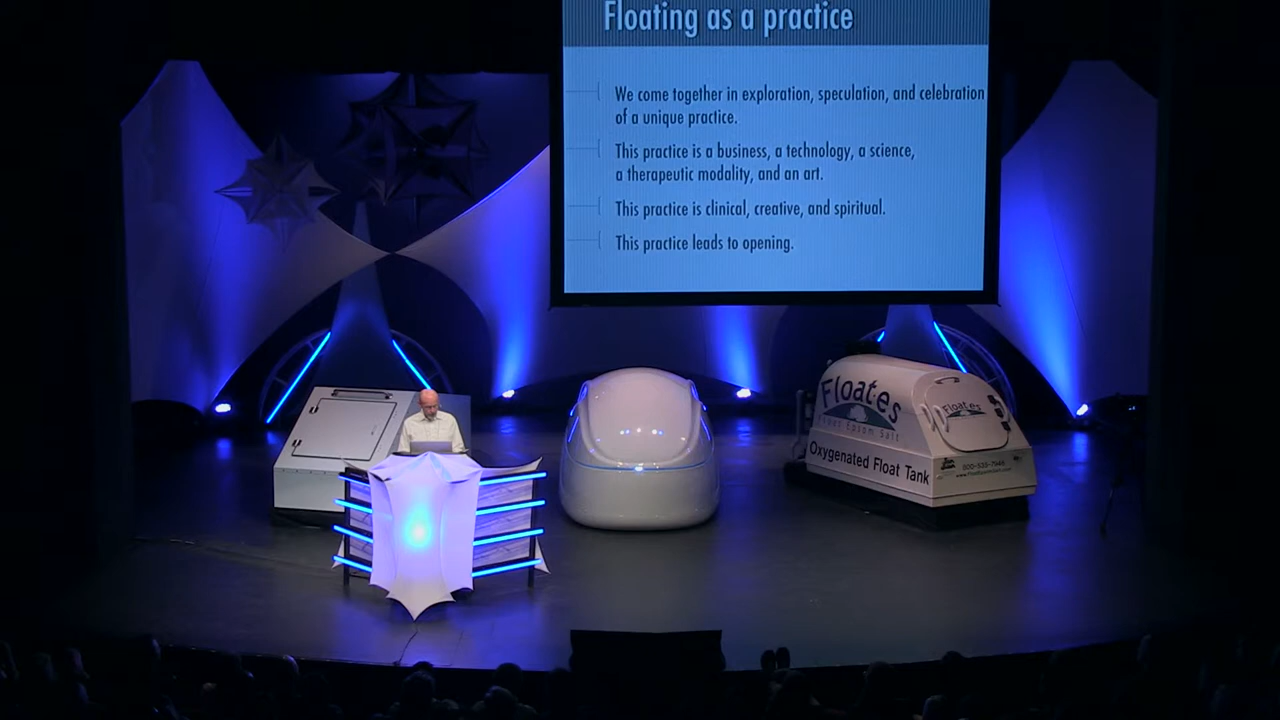 Floating as a practice
We come together in exploration, speculation, and celebration
of a unique practice.
This practice is a business, a technology, a science,
a therapeutic modality, and an art.
This practice is clinical, creative, and spiritual.
This practice leads to opening.
Floates
Epsom Salt
Oxygenated Float Tank
Floates